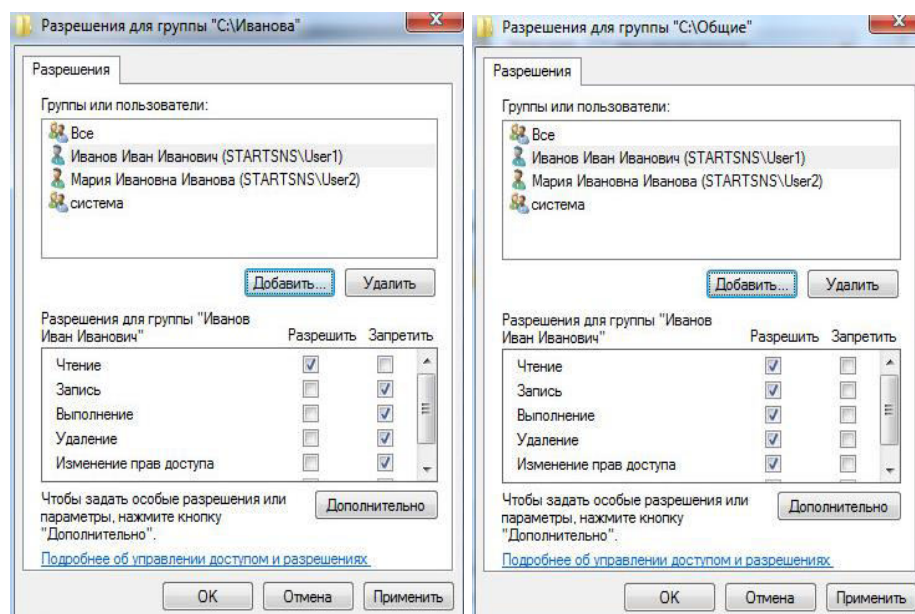 Разрешения для группы "C:\Иванова"
Разрешения
Группы или пользователи:
Все
Иванов Иван Иванович (STARTSNS\User1)
Мария Ивановна Иванова (STARTSNS\User2)
система
Добавить... Удалить
Разрешения для группы "Иванов
Иван Иванович" Разрешить Запретить
Чтение
Запись
Выполнение
Удаление
Изменение прав доступа
Чтобы задать особые разрешения или
параметры, нажмите кнопку
"Дополнительно".
Дополнительно
Подробнее об управлении доступом и разрешениях
ОК Отмена Применить
Разрешения для группы "C:\Общие"
Разрешения
Группы или пользователи:
Все
Иванов Иван Иванович (STARTSNS\User1)
Мария Ивановна Иванова (STARTSNS\User2)
система
Добавить... Удалить
Разрешения для группы "Иванов
Иван Иванович" Разрешить Запретить
Чтение
Запись
Выполнение
Удаление
Изменение прав доступа
Чтобы задать особые разрешения или
параметры, нажмите кнопку
"Дополнительно".
Дополнительно
Подробнее об управлении доступом и разрешениях
ОК Отмена Применить